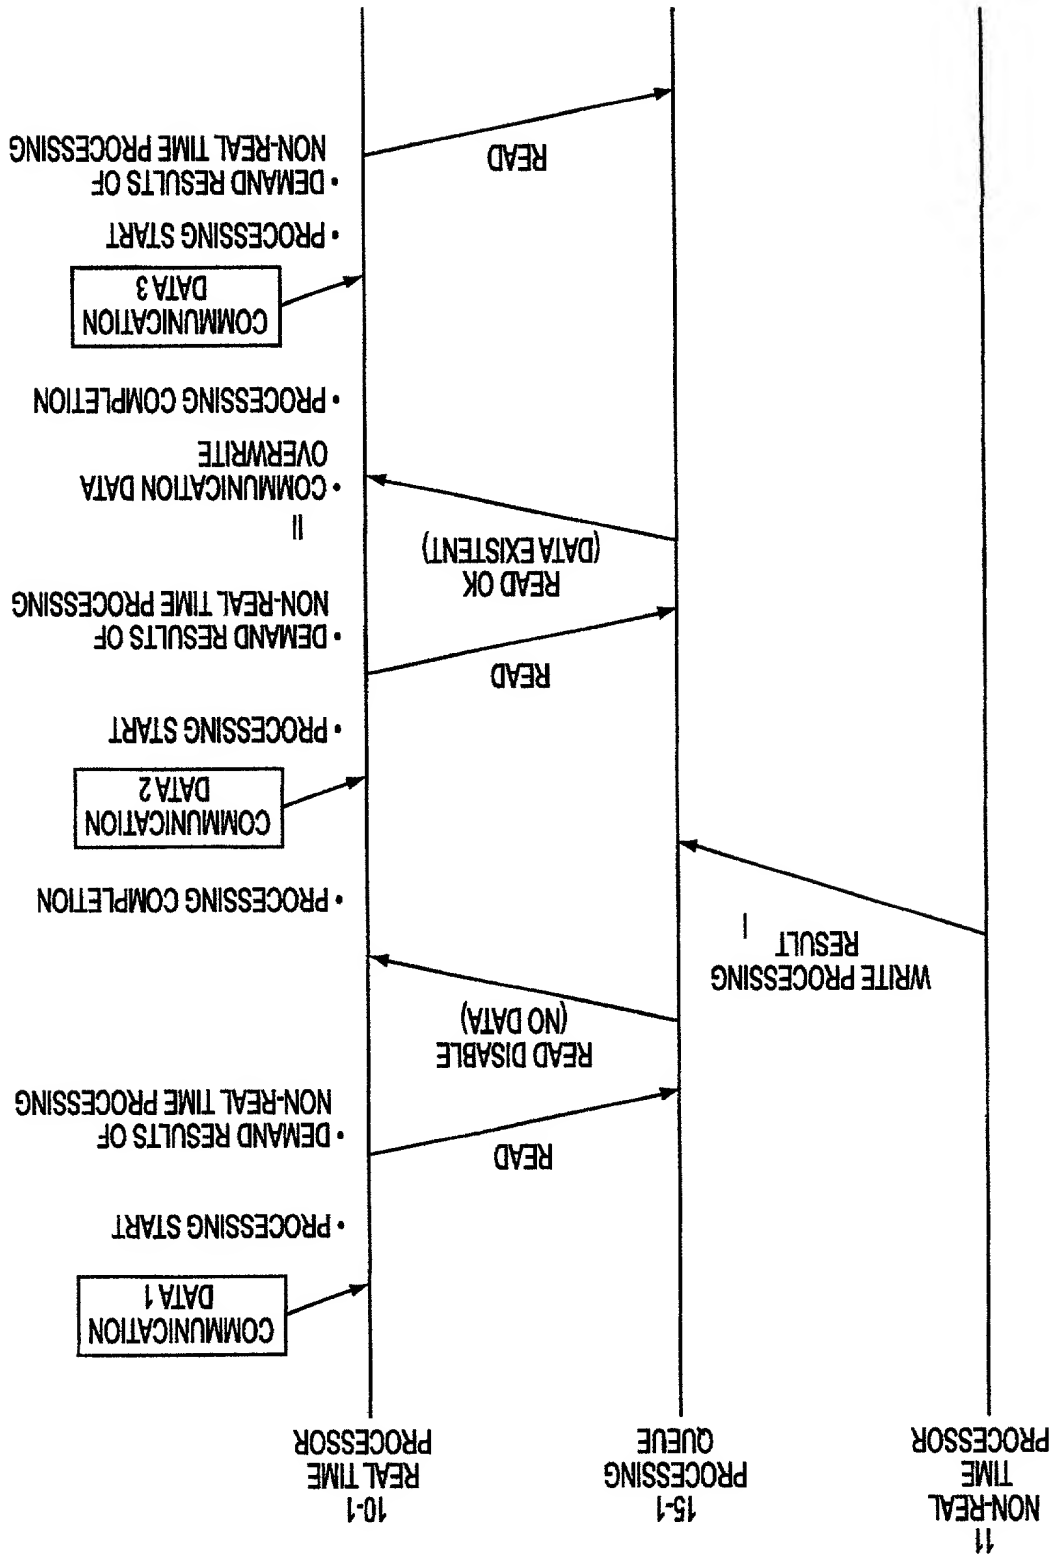 11
NON-REAL
TIME
PROCESSOR
15-1
PROCESSING
QUEUE
10-1
REAL TIME
PROCESSOR
COMMUNICATION
DATA 1
• PROCESSING START
READ
• DEMAND RESULTS OF
NON-REAL TIME PROCESSING
READ DISABLE
(NO DATA)
WRITE PROCESSING
RESULT
I
• PROCESSING COMPLETION
COMMUNICATION
DATA 2
• PROCESSING START
READ
• DEMAND RESULTS OF
NON-REAL TIME PROCESSING
READ OK
(DATA EXISTENT)
II
• COMMUNICATION DATA
OVERWRITE
• PROCESSING COMPLETION
COMMUNICATION
DATA 3
• PROCESSING START
• DEMAND RESULTS OF
NON-REAL TIME PROCESSING
READ